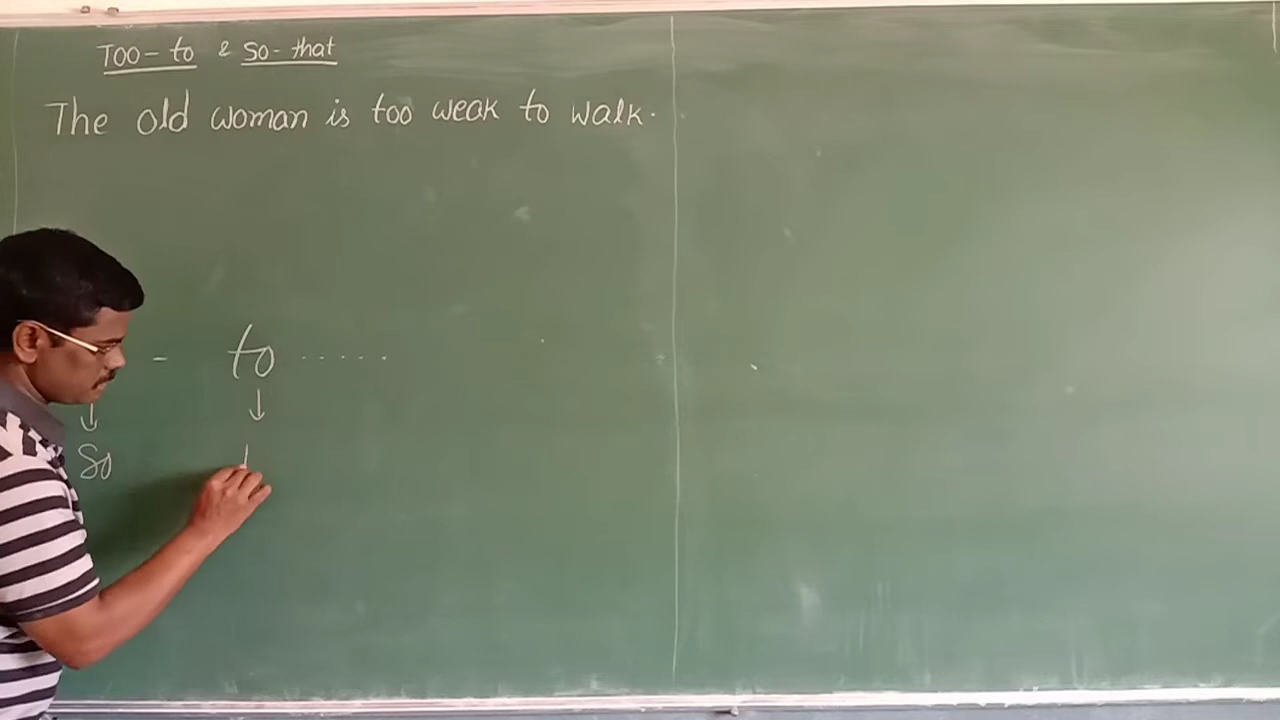 Too - to & So - that
The old woman is too weak to walk.
- to .....
↓ ↓
So